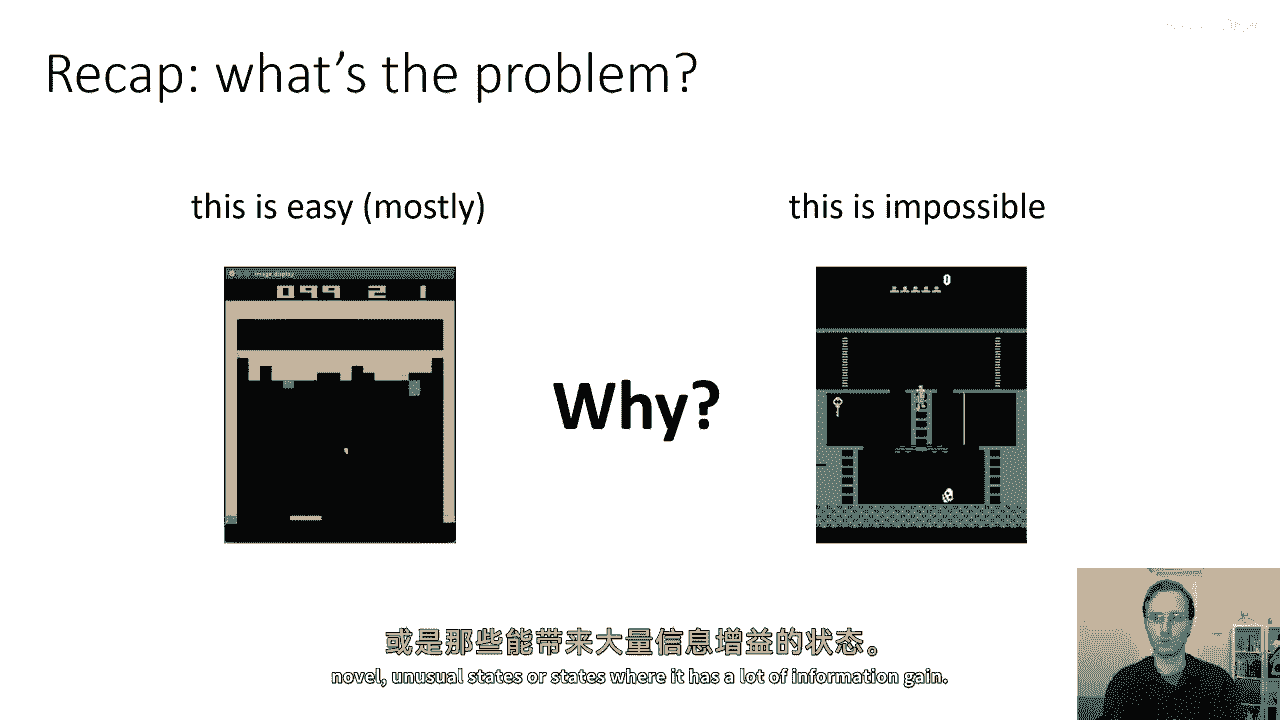 Recap: what's the problem?
this is easy (mostly)
this is impossible
099 2 1
0
Why?
或是那些能带来大量信息增益的状态。
novel, unusual states or states where it has a lot of information gain.